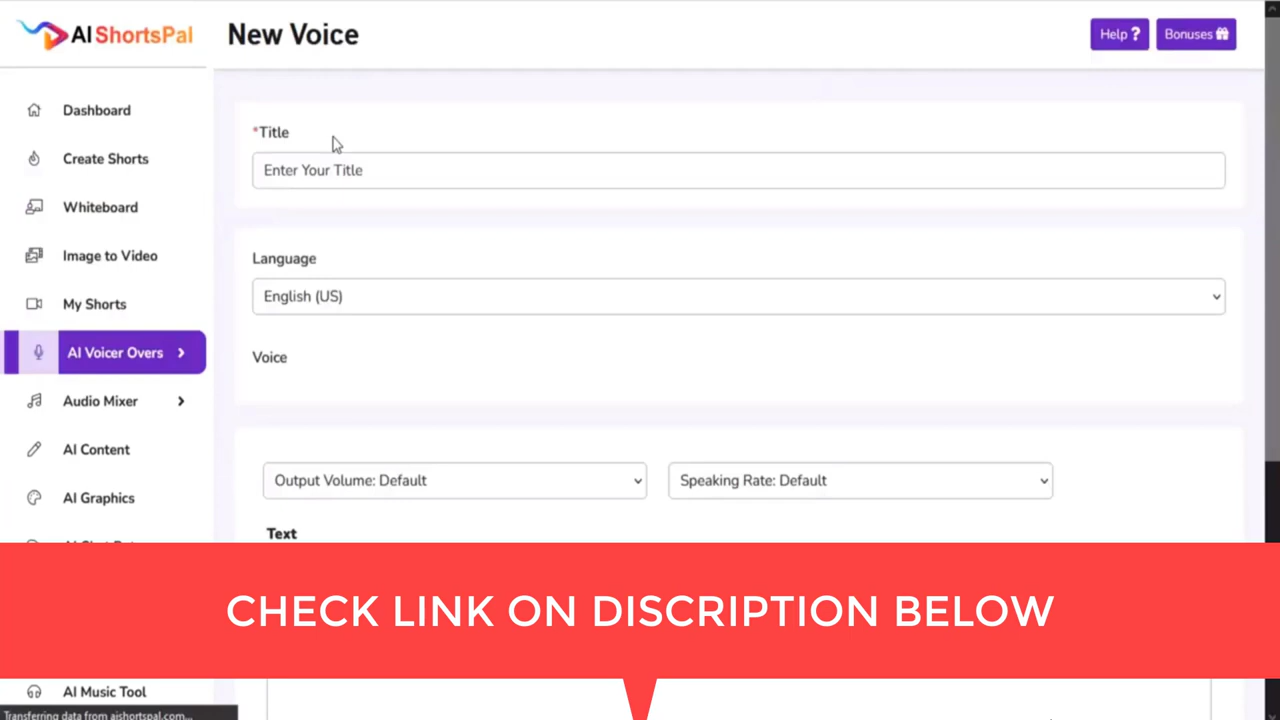 AI ShortsPal
New Voice
Help ?
Bonuses
Dashboard
Create Shorts
Whiteboard
Image to Video
My Shorts
AI Voicer Overs
Audio Mixer
AI Content
AI Graphics
AI Music Tool
*Title
Enter Your Title
Language
English (US)
Voice
Output Volume: Default
Speaking Rate: Default
Text
CHECK LINK ON DISCRIPTION BELOW
Transferring data from aishortspal.com...